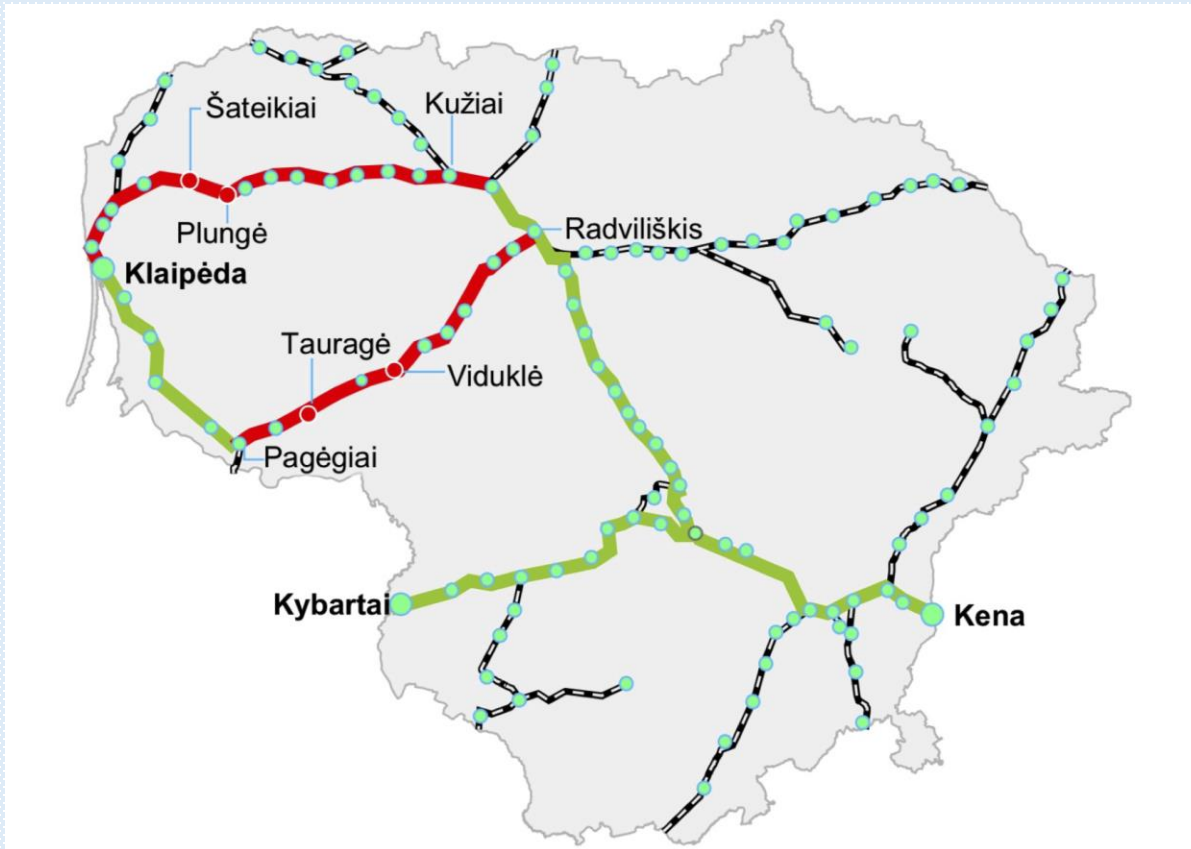 Šateikiai
Kužiai
Plungė
Radviliškis
Klaipėda
Tauragė
Viduklė
Pagėgiai
Kybartai
Kena